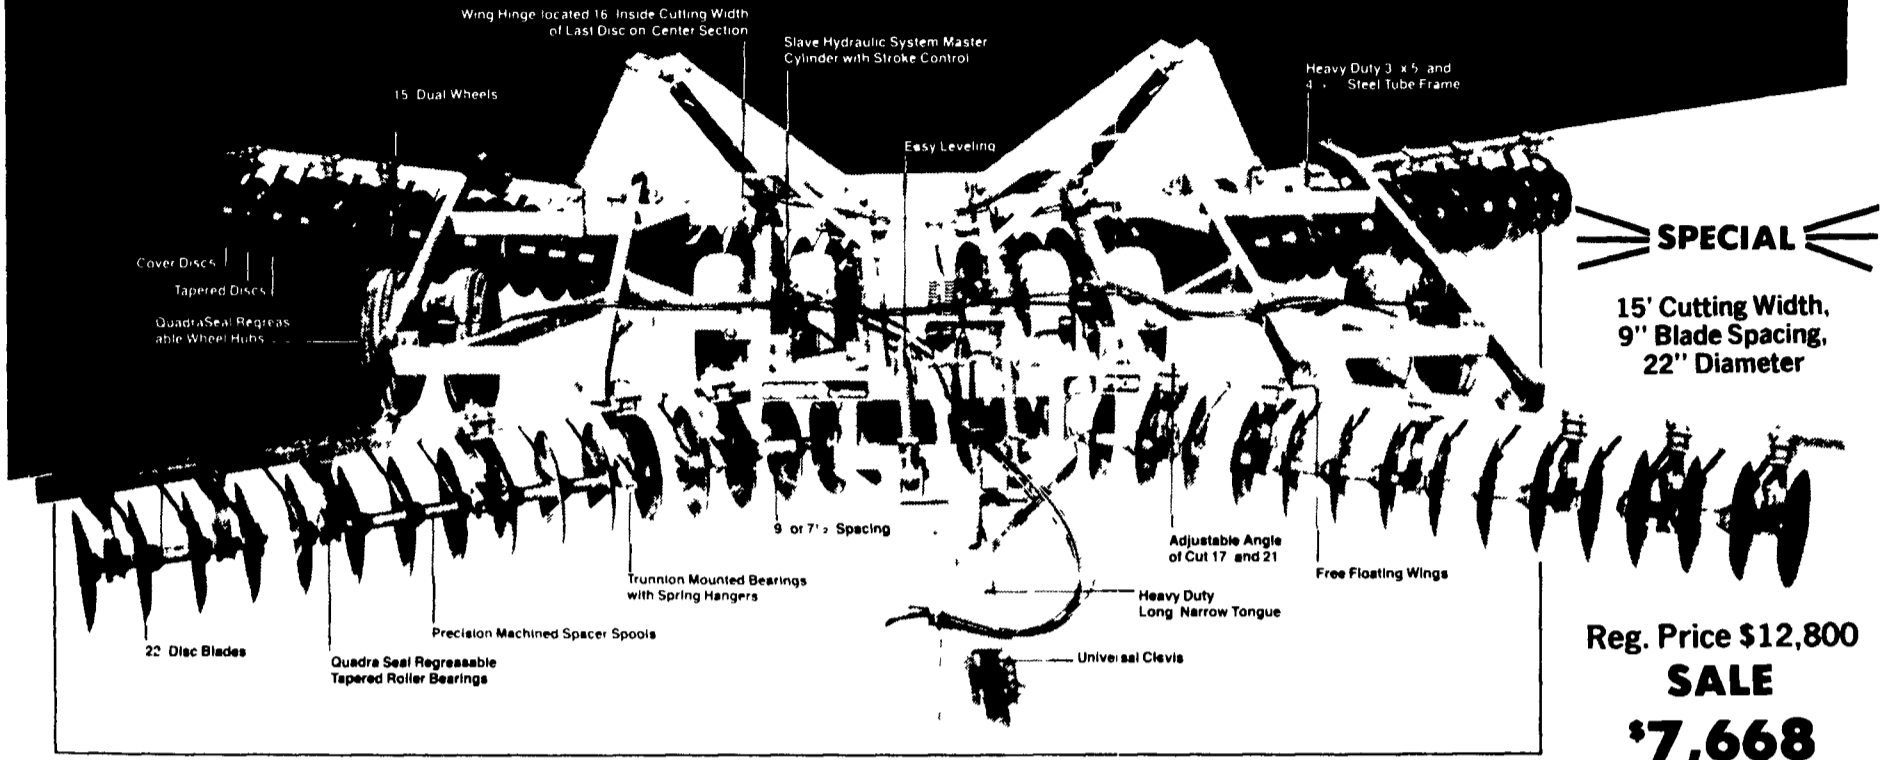 Wing Hinge located 16 Inside Cutting Width
of Last Disc on Center Section
Slave Hydraulic System Master
Cylinder with Stroke Control
Heavy Duty 3 x 5 and
4 Steel Tube Frame
15 Dual Wheels
Easy Leveling
Cover Discs
Tapered Discs
QuadraSeal Regreas
able Wheel Hubs
SPECIAL
15' Cutting Width,
9" Blade Spacing,
22" Diameter
9 or 7 1/2 Spacing
Adjustable Angle
of Cut 17 and 21
Free Floating Wings
Trunnion Mounted Bearings
with Spring Hangers
Heavy Duty
Long Narrow Tongue
Precision Machined Spacer Spools
22 Disc Blades
Quadra Seal Regreasable
Tapered Roller Bearings
Universal Clevis
Reg. Price $12,800
SALE
$7,668